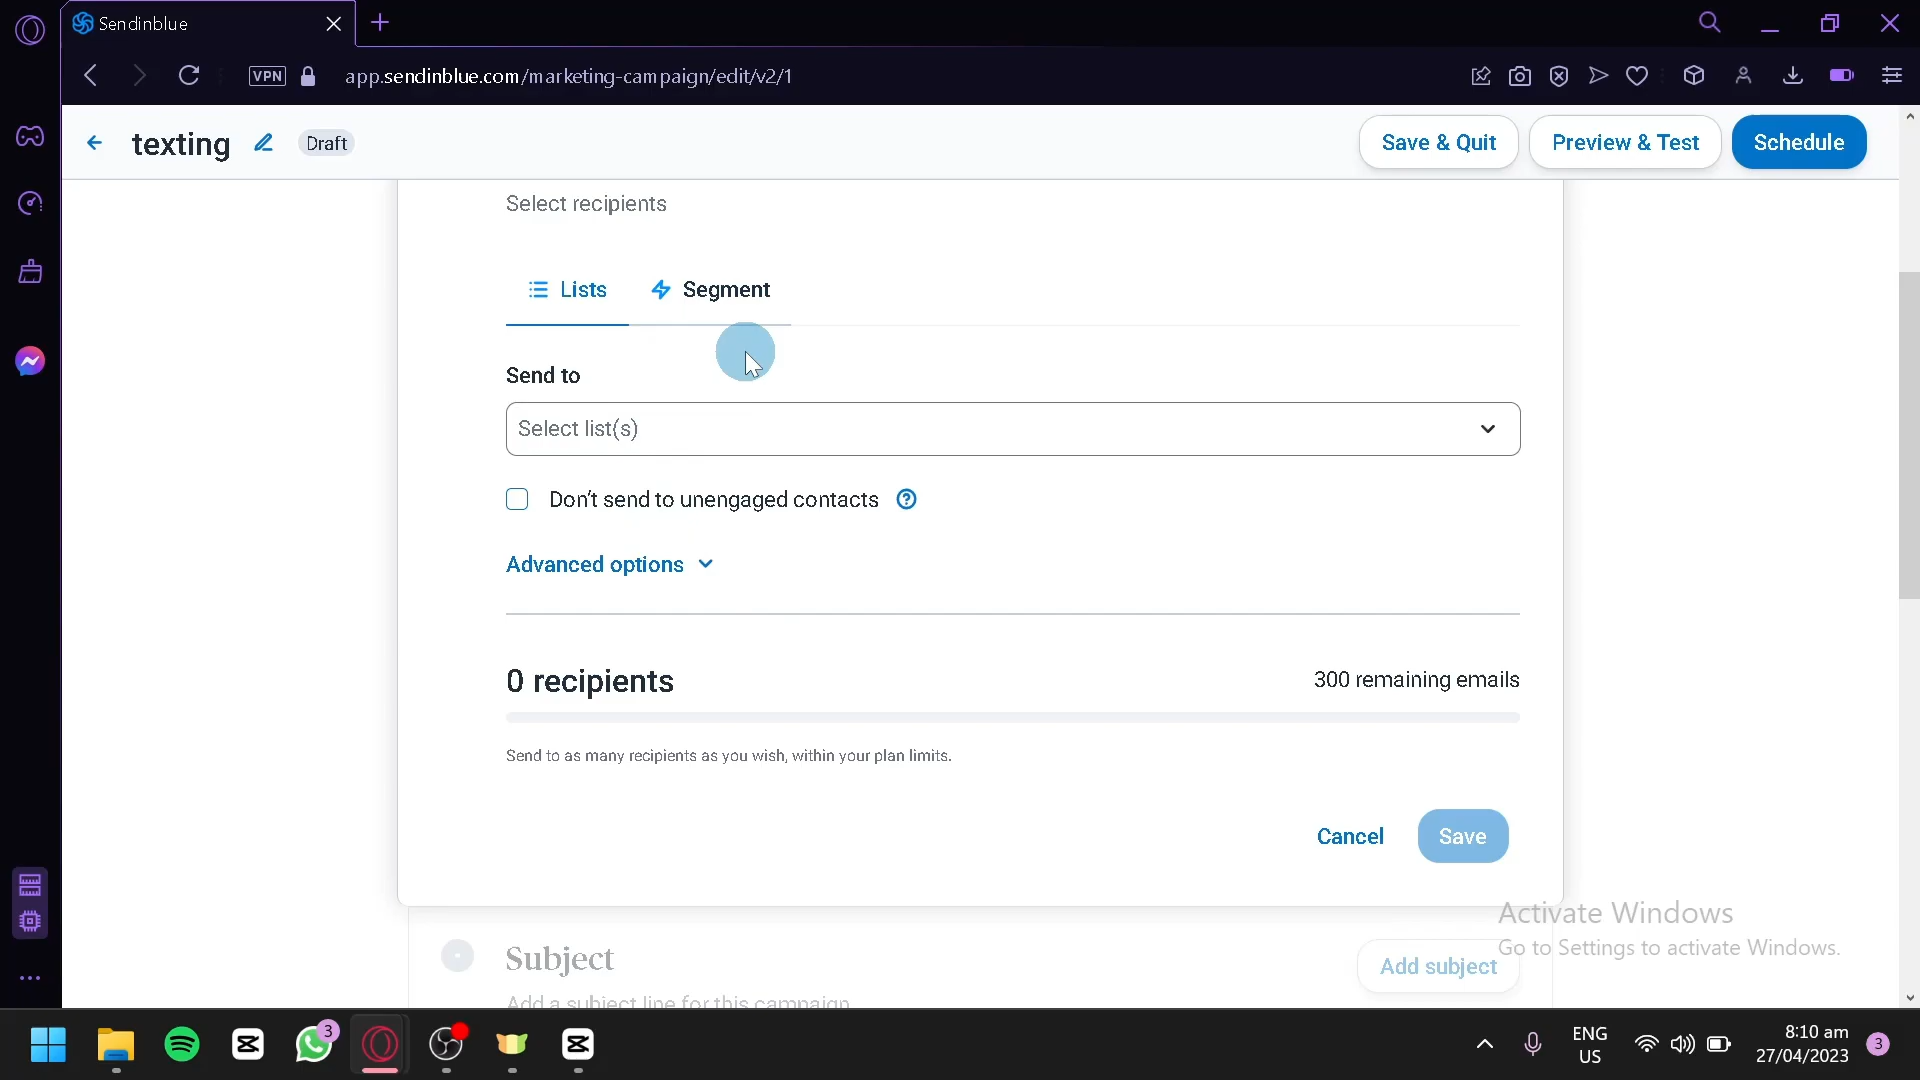 Sendinblue
VPN
app.sendinblue.com/marketing-campaign/edit/v2/1
texting
Draft
Save & Quit
Preview & Test
Schedule
Select recipients
Lists
Segment
Send to
Select list(s)
Don't send to unengaged contacts
Advanced options
0 recipients
300 remaining emails
Send to as many recipients as you wish, within your plan limits.
Cancel
Save
Activate Windows
Go to Settings to activate Windows.
Subject
Add subject
Add a subject line for this campaign
3
ENG
US
8:10 am
27/04/2023
3